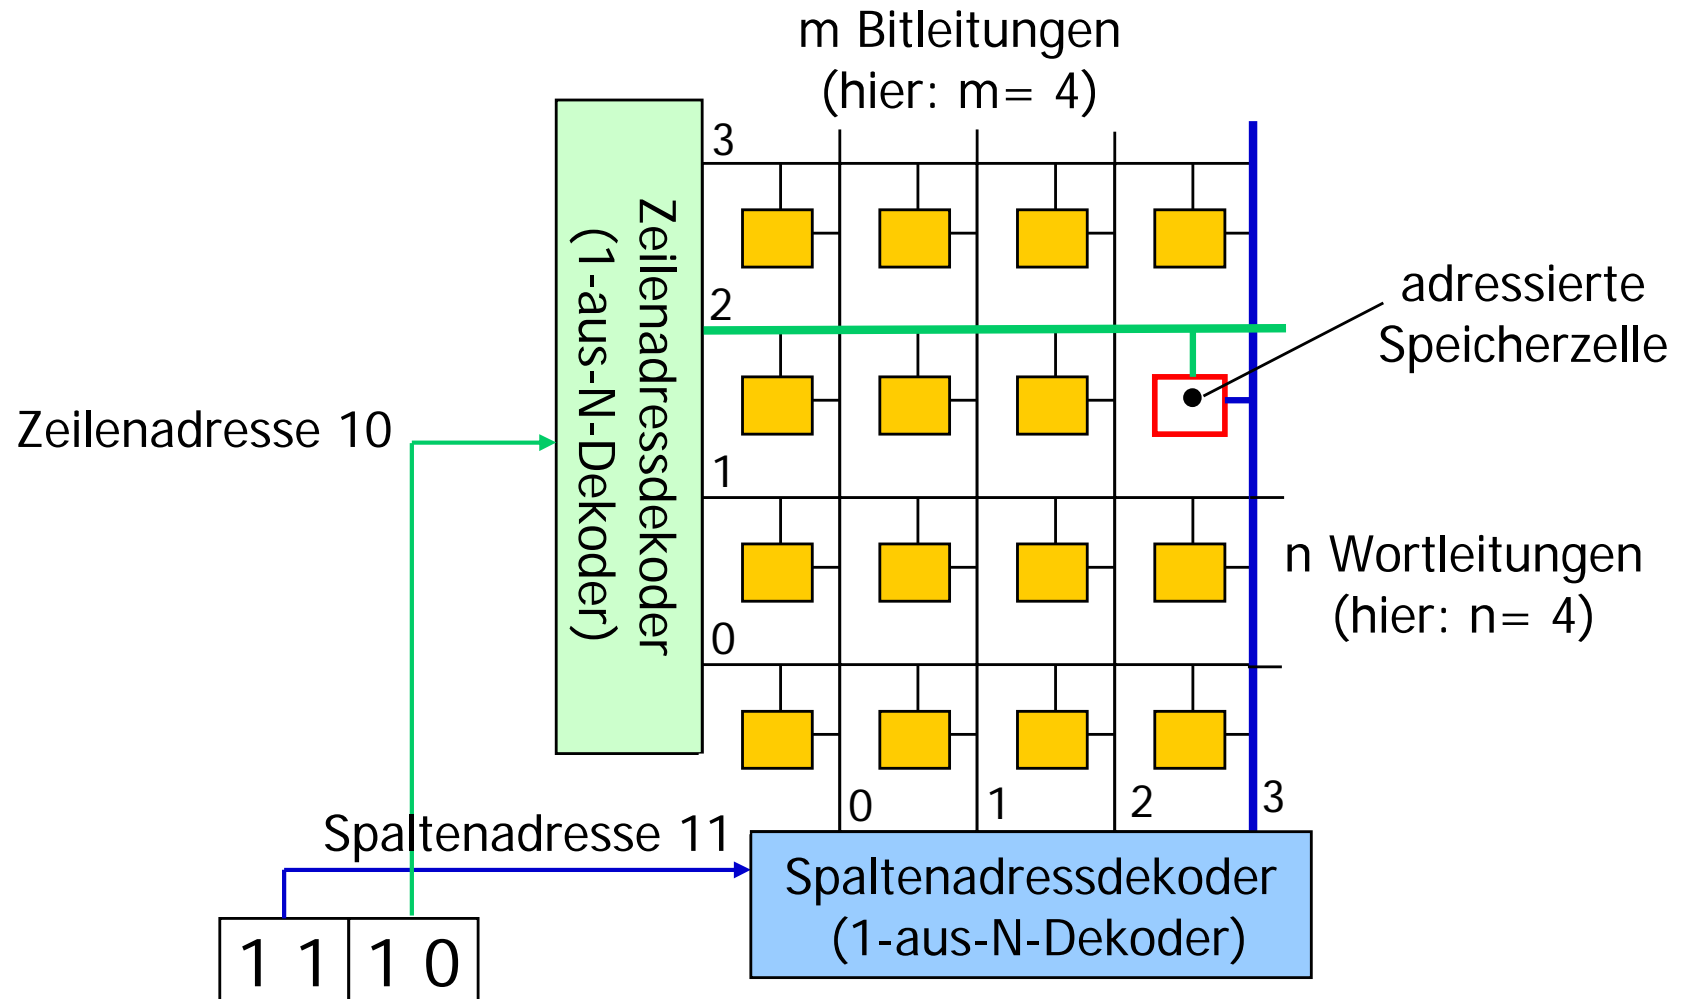 m Bitleitungen
(hier: m= 4)
3
Zeilenadressdekoder
(1-aus-N-Dekoder)
2
adressierte
Speicherzelle
Zeilenadresse 10
1
n Wortleitungen
(hier: n= 4)
0
0
1
2
3
Spaltenadresse 11
Spaltenadressdekoder
(1-aus-N-Dekoder)
1 1 1 0